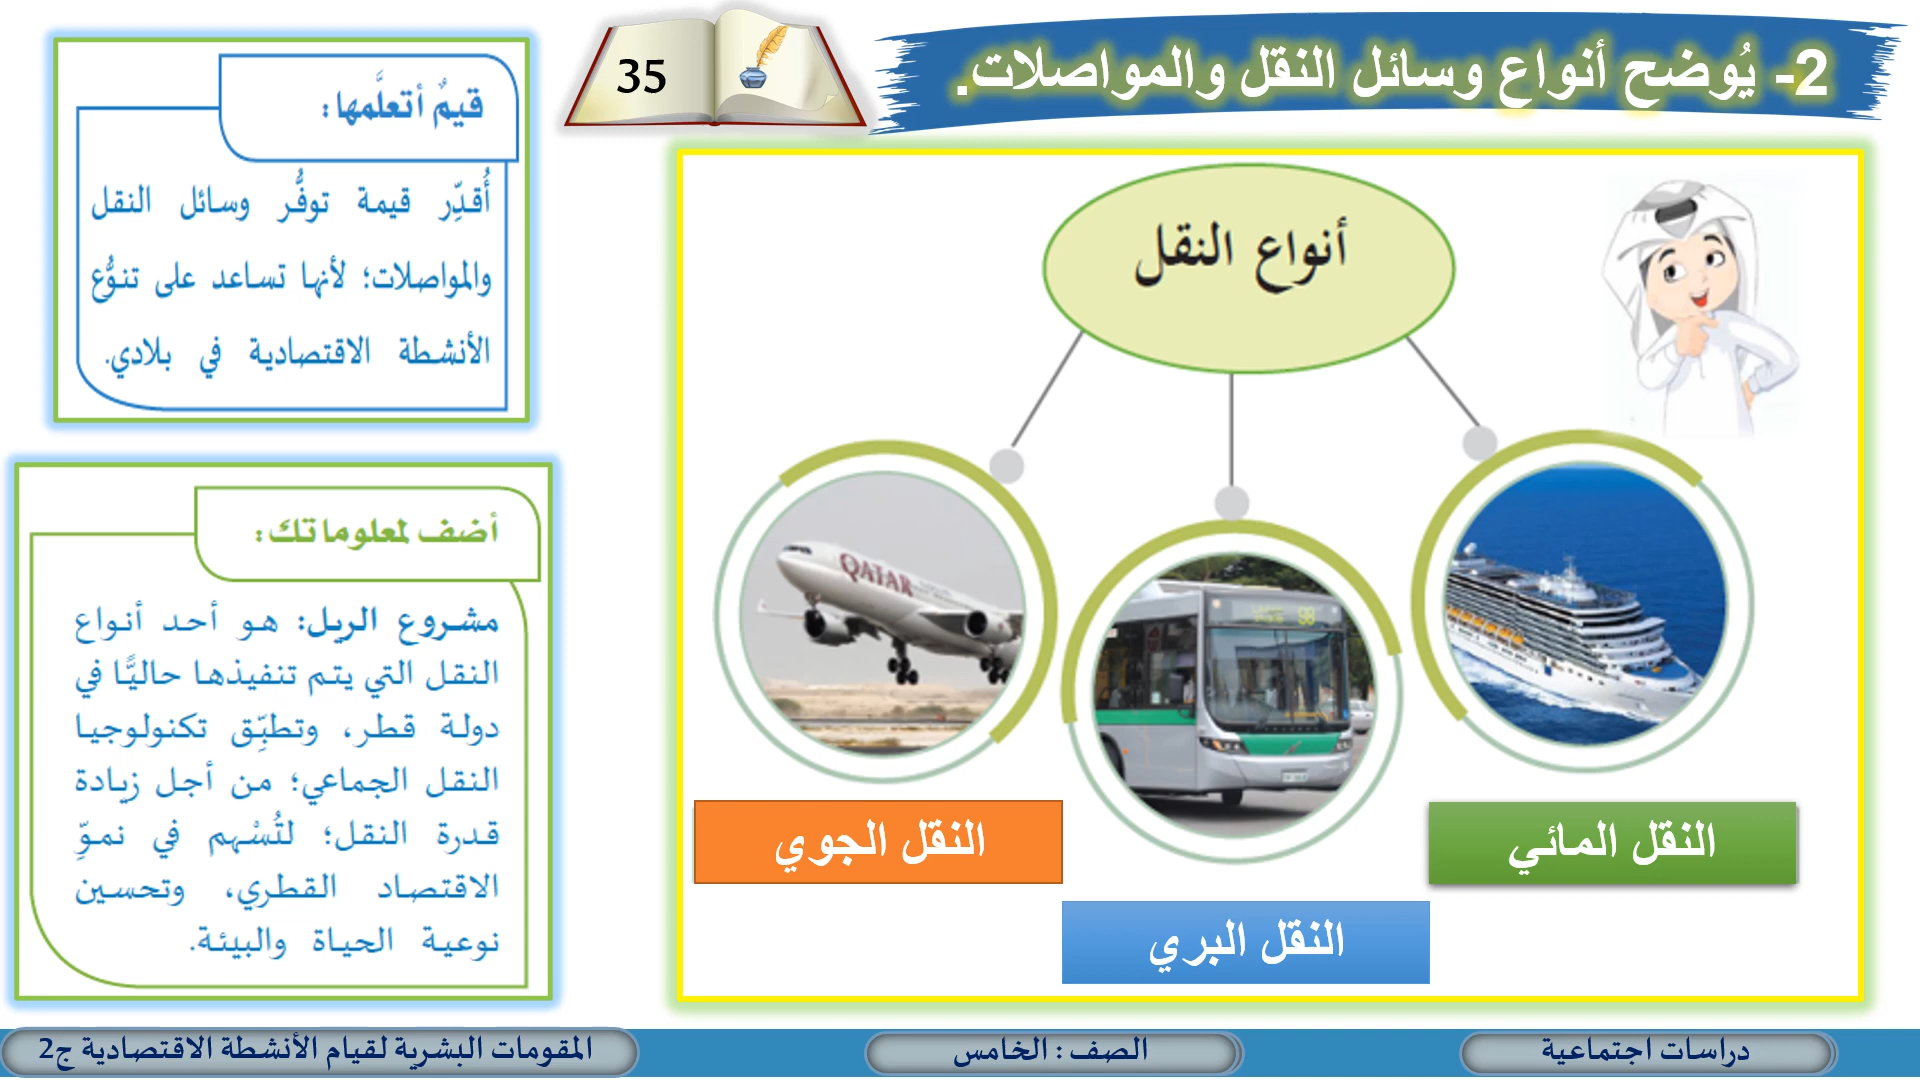 2- يُوضح أنواع وسائل النقل والمواصلات.
35
أنواع النقل
QATAR
98
النقل المائي
النقل البري
النقل الجوي
قيمٌ أتعلَّمها :
أُقدِّر قيمة توفُّر وسائل النقل
والمواصلات؛ لأنها تساعد على تنوُّع
الأنشطة الاقتصادية في بلادي.
أضف لمعلوماتك :
مشروع الريل: هو أحد أنواع
النقل التي يتم تنفيذها حاليًّا في
دولة قطر، وتطبِّق تكنولوجيا
النقل الجماعي؛ من أجل زيادة
قدرة النقل؛ لتُسْهم في نموِّ
الاقتصاد القطري، وتحسين
نوعية الحياة والبيئة.
دراسات اجتماعية
الصف : الخامس
المقومات البشرية لقيام الأنشطة الاقتصادية ج2